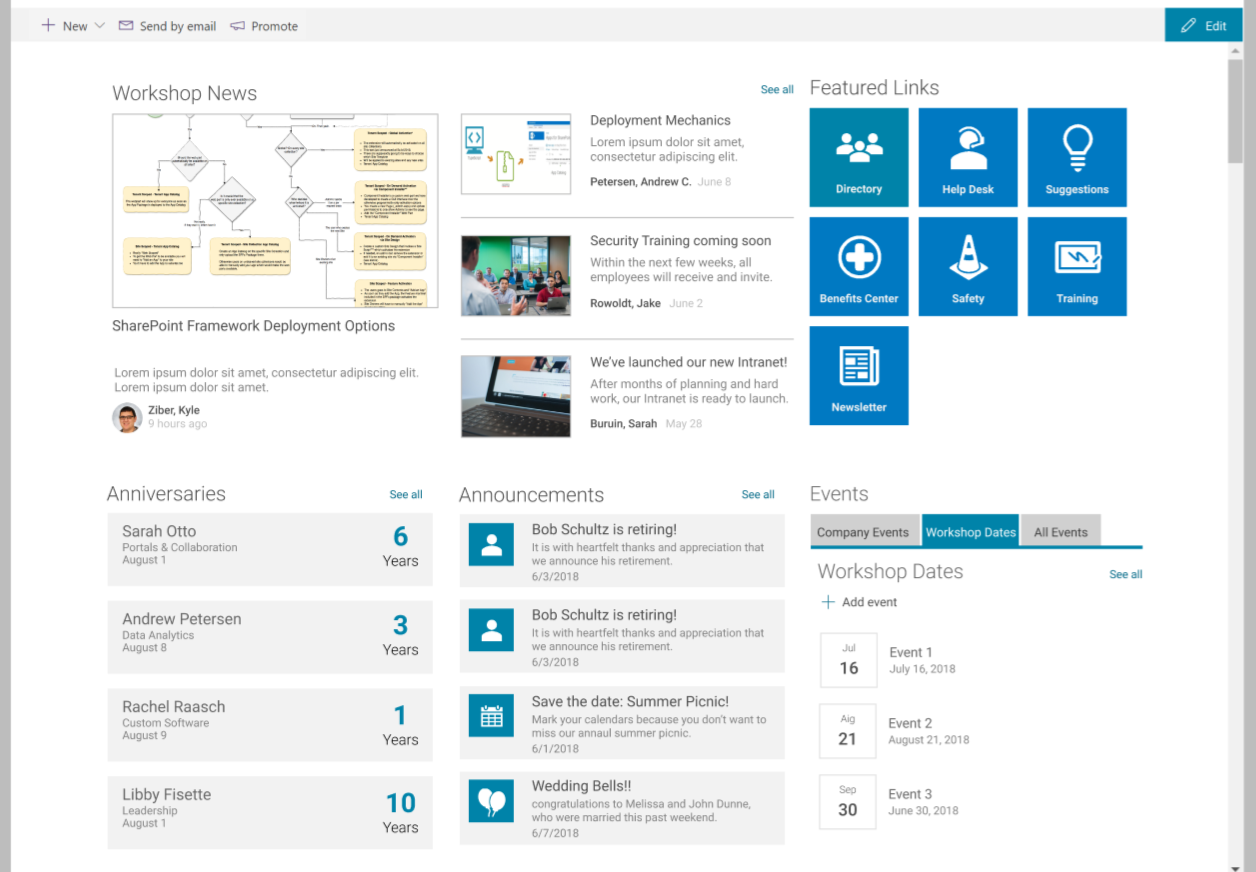 New
Send by email
Promote
Edit
Workshop News
See all
SharePoint Framework Deployment Options
Lorem ipsum dolor sit amet, consectetur adipiscing elit.
Lorem ipsum dolor sit amet.
Ziber, Kyle
9 hours ago
Deployment Mechanics
Lorem ipsum dolor sit amet,
consectetur adipiscing elit.
Petersen, Andrew C. June 8
Security Training coming soon
Within the next few weeks, all
employees will receive and invite.
Rowoldt, Jake June 2
We've launched our new Intranet!
After months of planning and hard
work, our Intranet is ready to launch.
Buruin, Sarah May 28
Featured Links
Directory
Help Desk
Suggestions
Benefits Center
Safety
Training
Newsletter
Anniversaries
See all
Sarah Otto
Portals & Collaboration
August 1
6
Years
Andrew Petersen
Data Analytics
August 8
3
Years
Rachel Raasch
Custom Software
August 9
1
Years
Libby Fisette
Leadership
August 1
10
Years
Announcements
See all
Bob Schultz is retiring!
It is with heartfelt thanks and appreciation that
we announce his retirement.
6/3/2018
Bob Schultz is retiring!
It is with heartfelt thanks and appreciation that
we announce his retirement.
6/3/2018
Save the date: Summer Picnic!
Mark your calendars because you don't want to
miss our annaul summer picnic.
6/1/2018
Wedding Bells!!
congratulations to Melissa and John Dunne,
who were married this past weekend.
6/7/2018
Events
Company Events
Workshop Dates
All Events
Workshop Dates
See all
Add event
Jul
16
Event 1
July 16, 2018
Aig
21
Event 2
August 21, 2018
Sep
30
Event 3
June 30, 2018